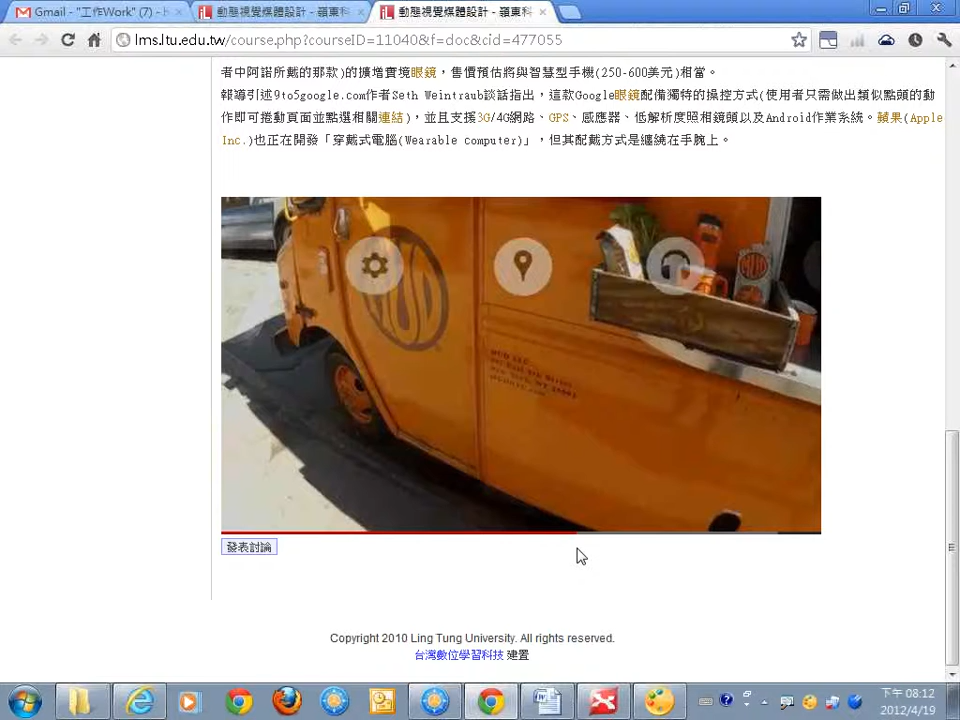 Gmail - "工作Work" (7) - h
動態視覺媒體設計 - 嶺東科
動態視覺媒體設計 - 嶺東科
lms.ltu.edu.tw/course.php?courseID=11040&f=doc&cid=477055
者中阿諾所戴的那款)的擴增實境眼鏡，售價預估將與智慧型手機(250-600美元)相當。
報導引述9to5google.com作者Seth Weintraub談話指出，這款Google眼鏡配備獨特的操控方式(使用者只需做出類似點頭的動
作即可捲動頁面並點選相關連結)，並且支援3G/4G網路、GPS、感應器、低解析度照相鏡頭以及Android作業系統。蘋果(Apple
Inc.)也正在開發「穿戴式電腦(Wearable computer)」，但其配戴方式是纏繞在手腕上。
MUD
發表討論
Copyright 2010 Ling Tung University. All rights reserved.
台灣數位學習科技 建置
下午 08:12
2012/4/19